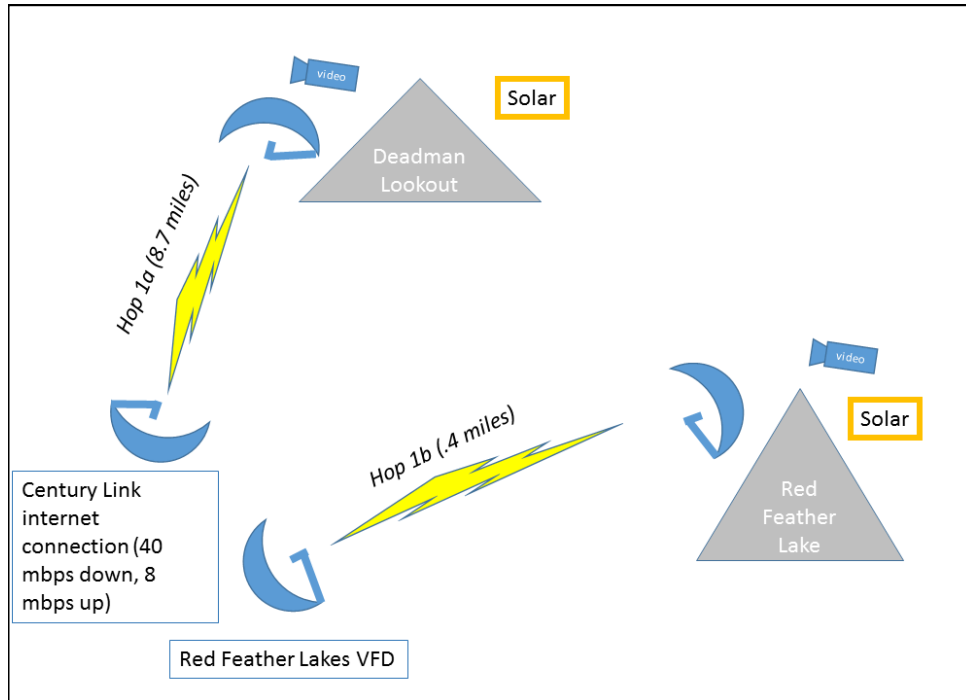 video
Solar
Deadman
Lookout
Hop 1a (8.7 miles)
video
Solar
Hop 1b (.4 miles)
Red
Feather
Lake
Century Link
internet
connection (40
mbps down, 8
mbps up)
Red Feather Lakes VFD